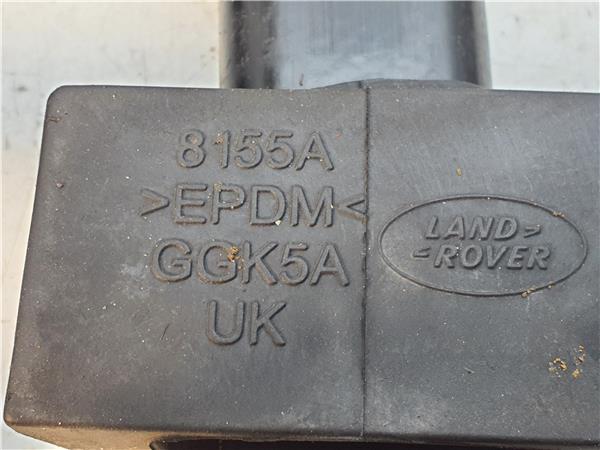 8155A
>EPDM<
GGK5A
UK
LAND>
<ROVER